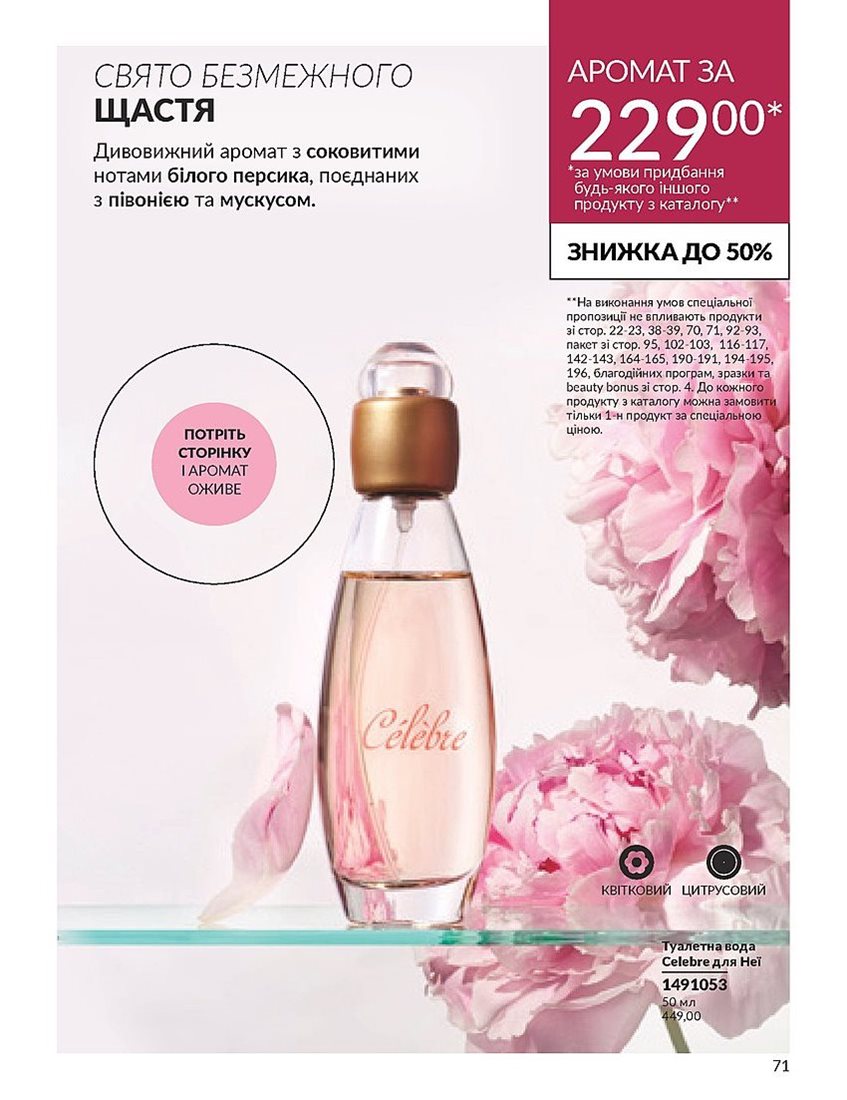 СВЯТО БЕЗМЕЖНОГО
ЩАСТЯ
Дивовижний аромат з соковитими
нотами білого персика, поєднаних
з півонією та мускусом.
АРОМАТ ЗА
229⁰⁰*
*за умови придбання
будь-якого іншого
продукту з каталогу**
ЗНИЖКА ДО 50%
**На виконання умов спеціальної
пропозиції не впливають продукти
зі стор. 22-23, 38-39, 70, 71, 92-93,
пакет зі стор. 95, 102-103, 116-117,
142-143, 164-165, 190-191, 194-195,
196, благодійних програм, зразки та
beauty bonus зі стор. 4. До кожного
продукту з каталогу можна замовити
тільки 1-н продукт за спеціальною
ціною.
ПОТРІТЬ
СТОРІНКУ
І АРОМАТ
ОЖИВЕ
Célèbre
КВІТКОВИЙ ЦИТРУСОВИЙ
Туалетна вода
Celebre для Неї
1491053
50 мл
449,00
71